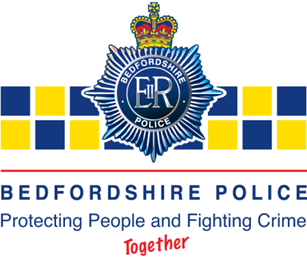 BEDFORDSHIRE
EIIR
POLICE
BEDFORDSHIRE POLICE
Protecting People and Fighting Crime
Together